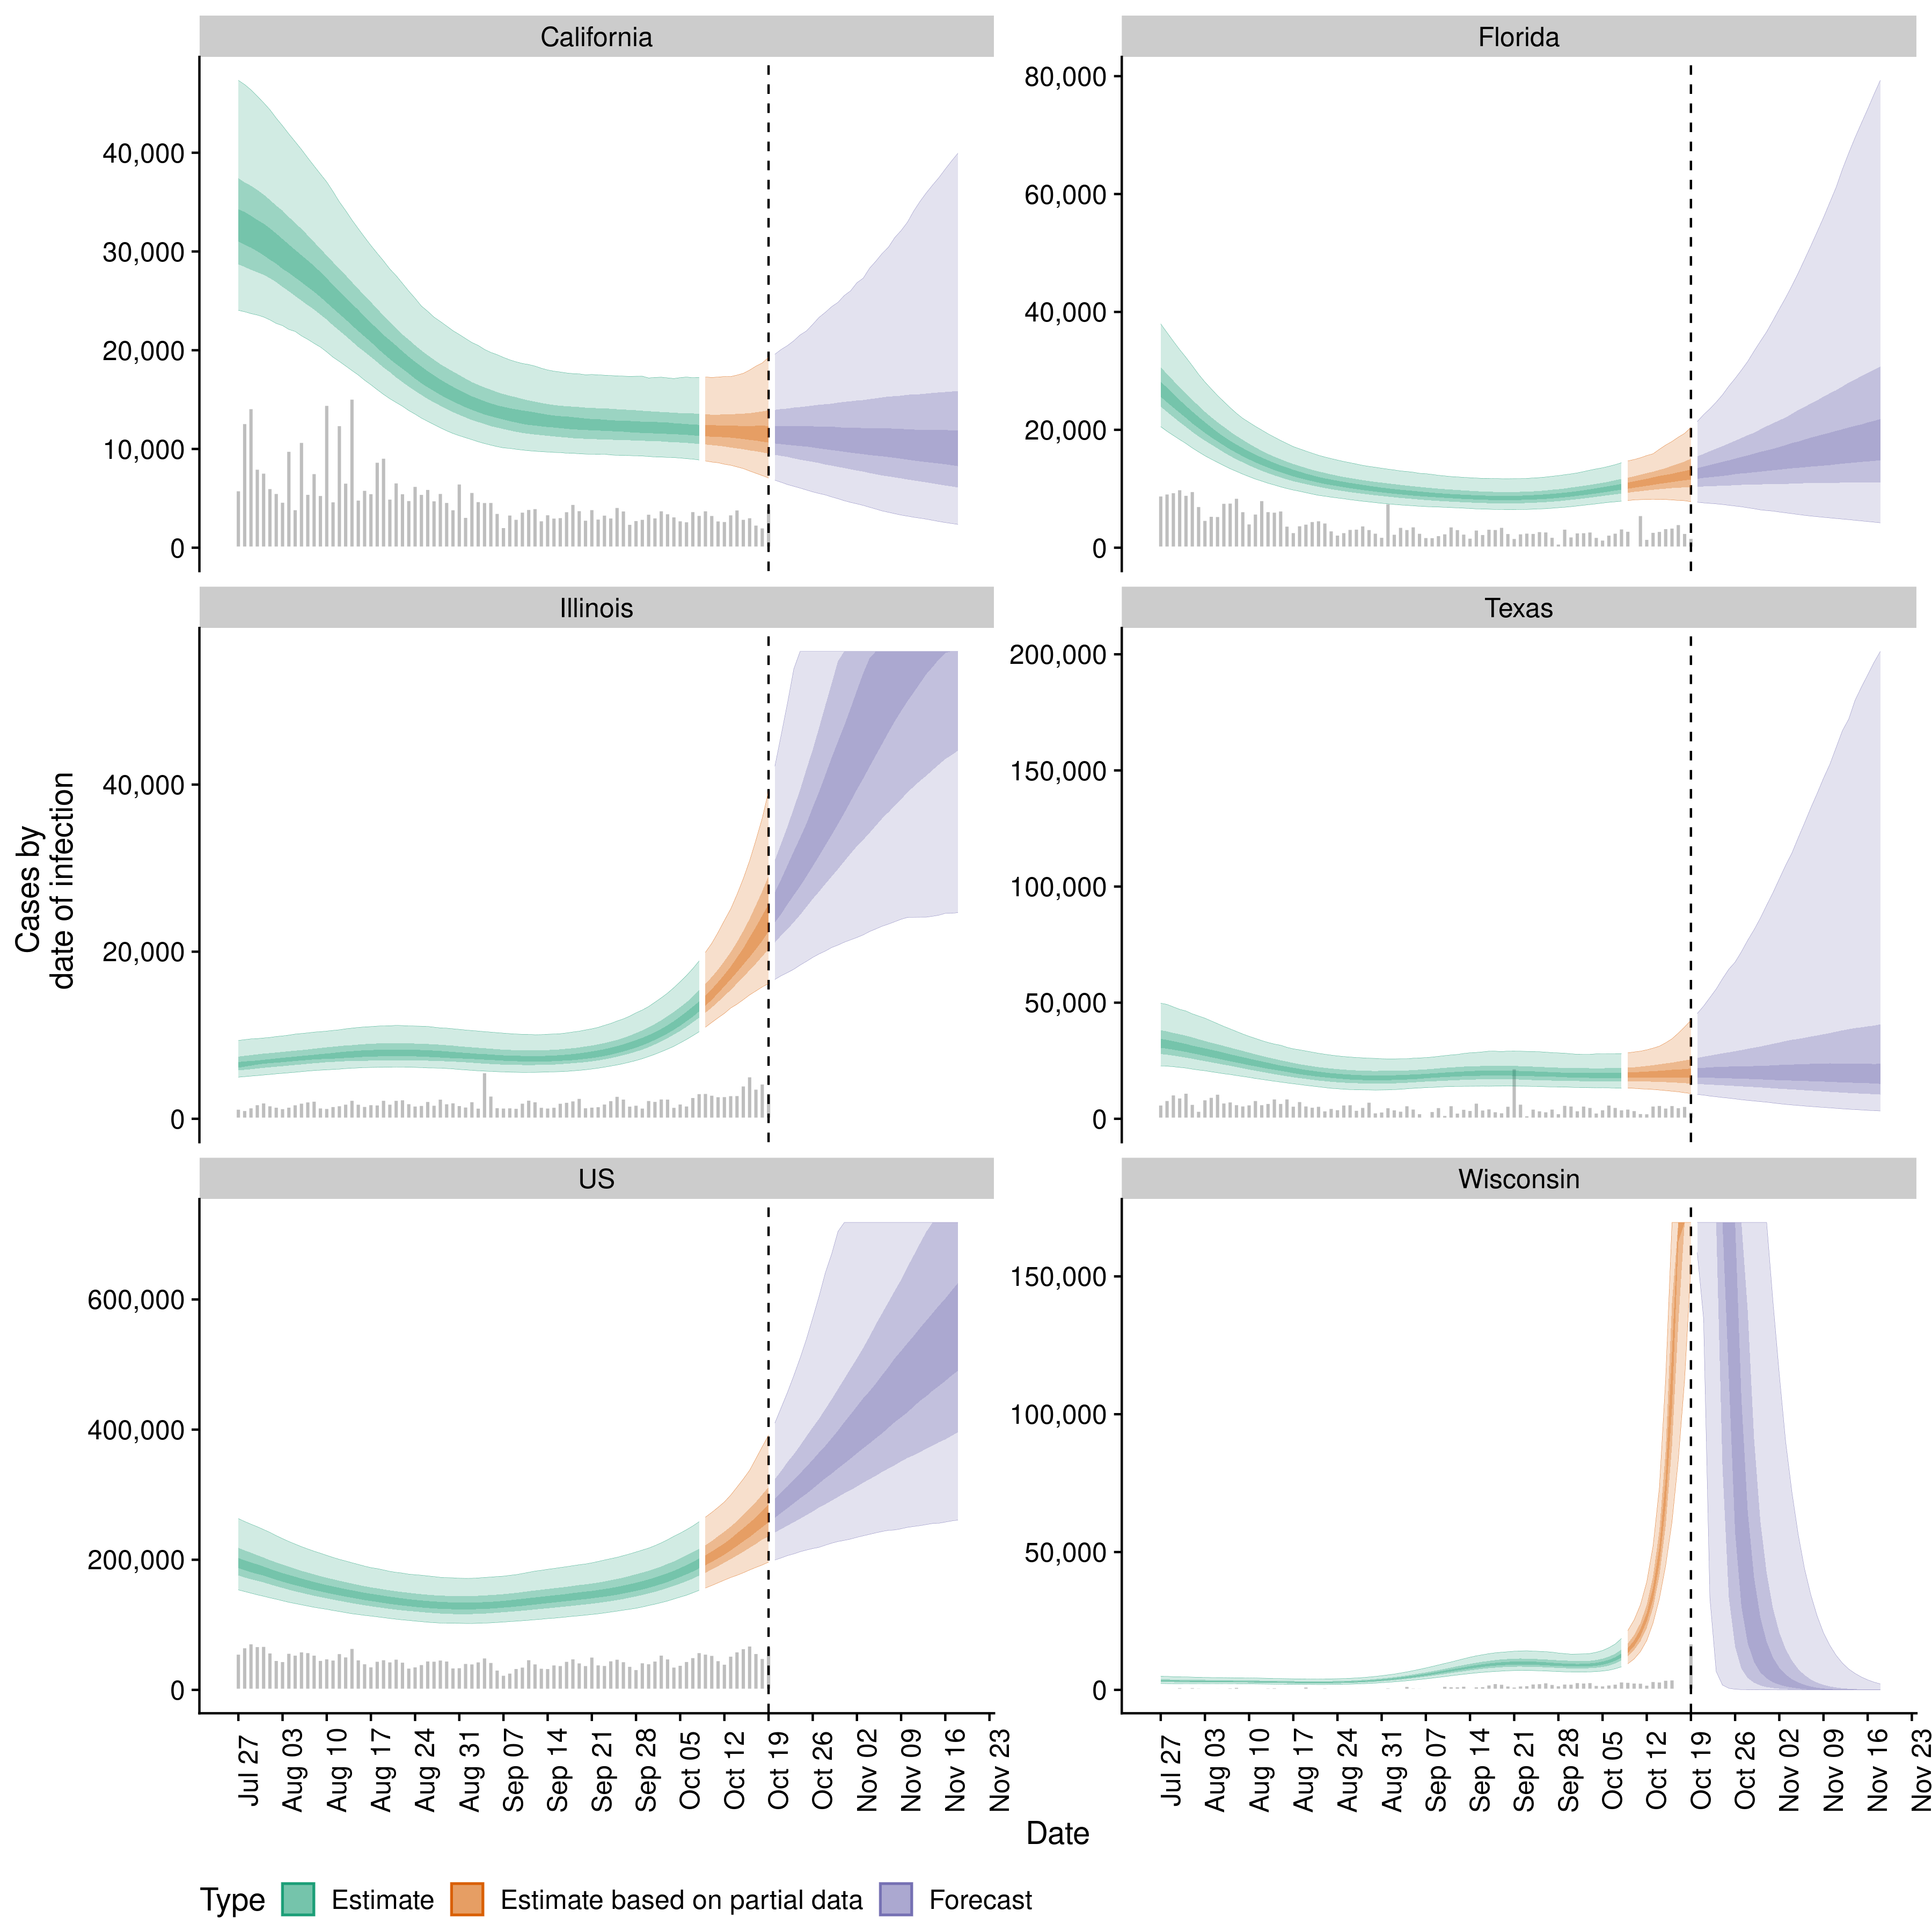 California
Florida
40,000
30,000
20,000
10,000
0
80,000
60,000
40,000
20,000
0
Illinois
Texas
40,000
20,000
0
200,000
150,000
100,000
50,000
0
US
Wisconsin
600,000
400,000
200,000
0
150,000
100,000
50,000
0
Cases by
date of infection
Jul 27
Aug 03
Aug 10
Aug 17
Aug 24
Aug 31
Sep 07
Sep 14
Sep 21
Sep 28
Oct 05
Oct 12
Oct 19
Oct 26
Nov 02
Nov 09
Nov 16
Nov 23
Jul 27
Aug 03
Aug 10
Aug 17
Aug 24
Aug 31
Sep 07
Sep 14
Sep 21
Sep 28
Oct 05
Oct 12
Oct 19
Oct 26
Nov 02
Nov 09
Nov 16
Nov 23
Date
Type Estimate Estimate based on partial data Forecast